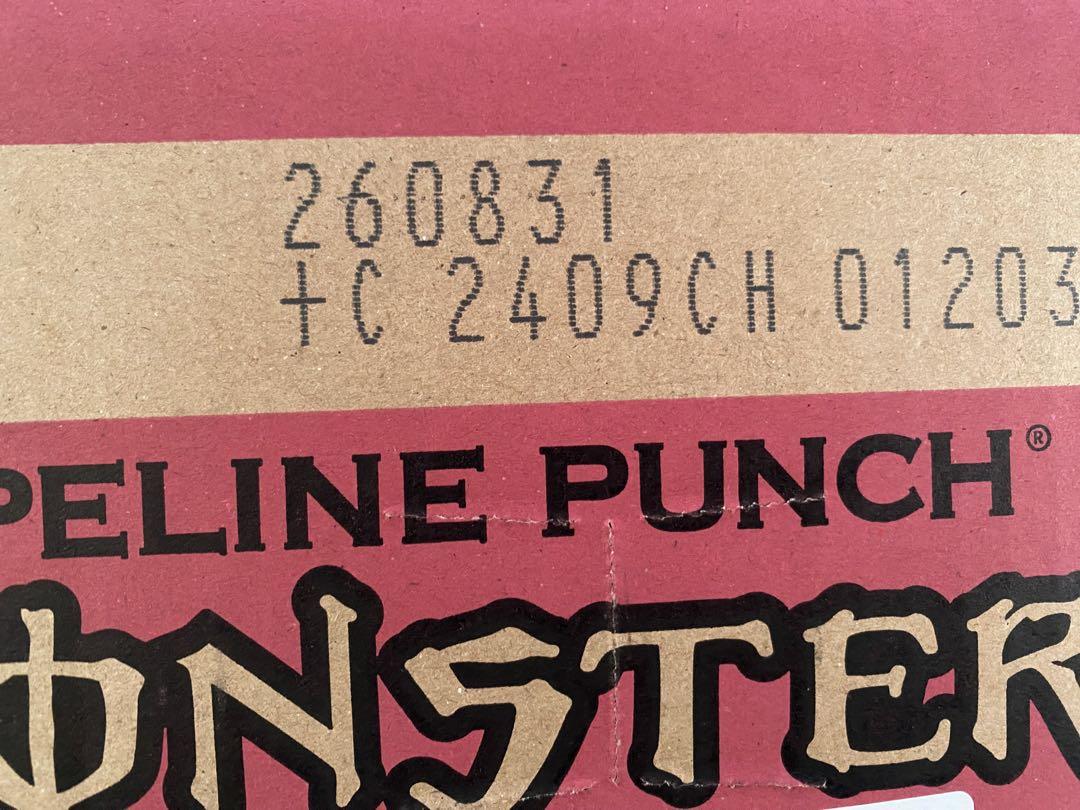 260831
+C 2409CH 01203
PELINE PUNCH®
ONSTER